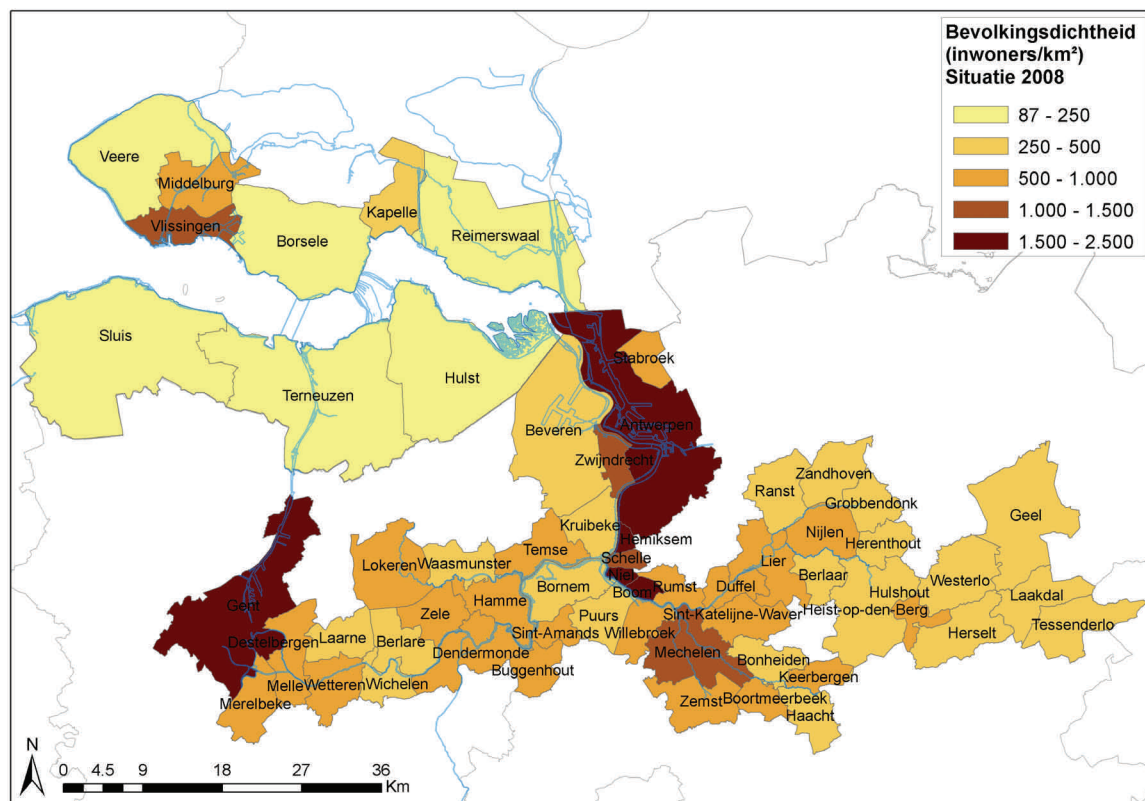 Bevolkingsdichtheid
(inwoners/km²)
Situatie 2008
87 - 250
250 - 500
500 - 1.000
1.000 - 1.500
1.500 - 2.500
Veere
Middelburg
Vlissingen
Borsele
Kapelle
Reimerswaal
Sluis
Terneuzen
Hulst
Stabroek
Antwerpen
Beveren
Zwijndrecht
Kruibeke
Hemiksem
Schelle
Niel
Boom
Rumst
Temse
Lokeren
Waasmunster
Bornem
Hamme
Zele
Puurs
Sint-Amands
Willebroek
Gent
Destelbergen
Laarne
Berlare
Dendermonde
Buggenhout
Melle
Wetteren
Wichelen
Merelbeke
Ranst
Zandhoven
Grobbendonk
Nijlen
Herenthout
Geel
Lier
Duffel
Berlaar
Hulshout
Westerlo
Laakdal
Sint-Katelijne-Waver
Heist-op-den-Berg
Herselt
Tessenderlo
Mechelen
Bonheiden
Keerbergen
Zemst
Boortmeerbeek
Haacht
N
0 4.5 9 18 27 36
Km